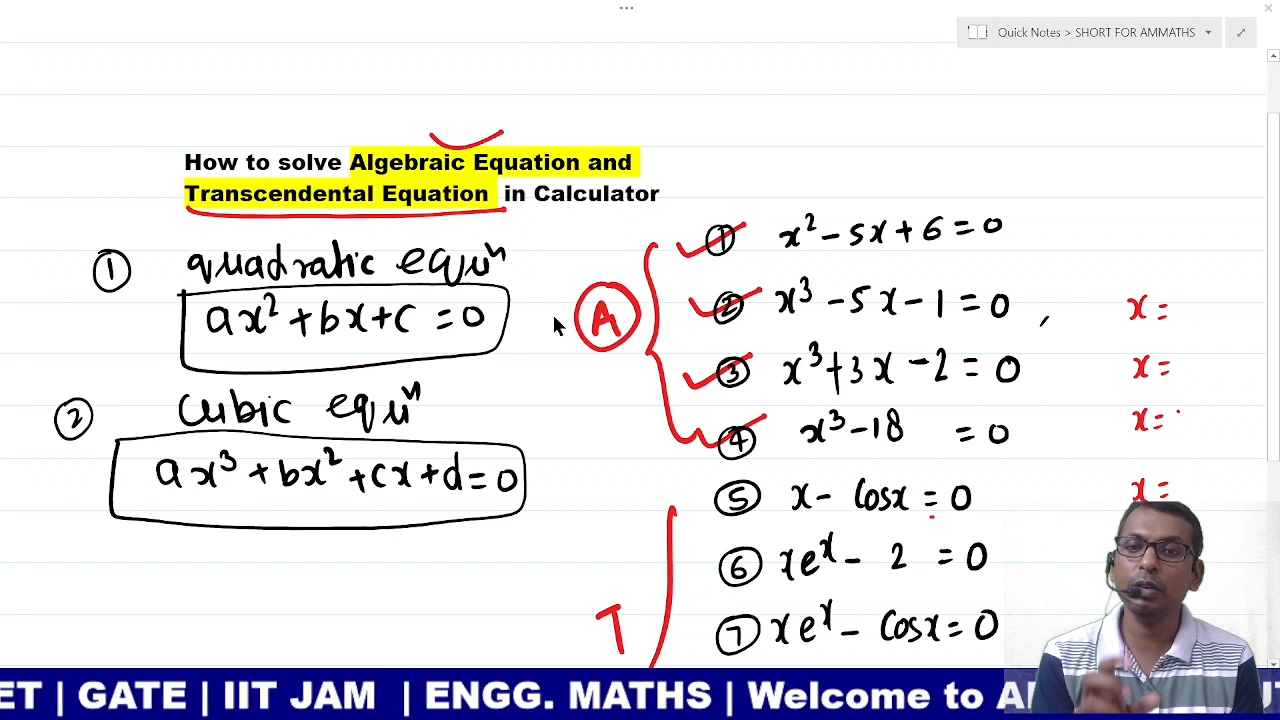 Quick Notes > SHORT FOR AMMATHS
How to solve Algebraic Equation and
Transcendental Equation in Calculator
① quadratic equⁿ
ax² + bx + c = 0
② Cubic equⁿ
ax³ + bx² + cx + d = 0
A
① x² - 5x + 6 = 0
② x³ - 5x - 1 = 0 , x =
③ x³ + 3x - 2 = 0 x =
④ x³ - 18 = 0 x =
⑤ x - Cosx = 0 x =
⑥ xeˣ - 2 = 0
T
⑦ xeˣ - Cosx = 0
ET | GATE | IIT JAM | ENGG. MATHS | Welcome to